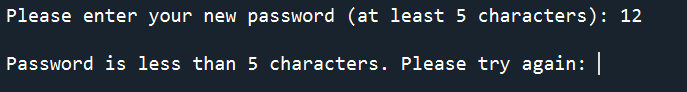 Please enter your new password (at least 5 characters): 12
Password is less than 5 characters. Please try again: